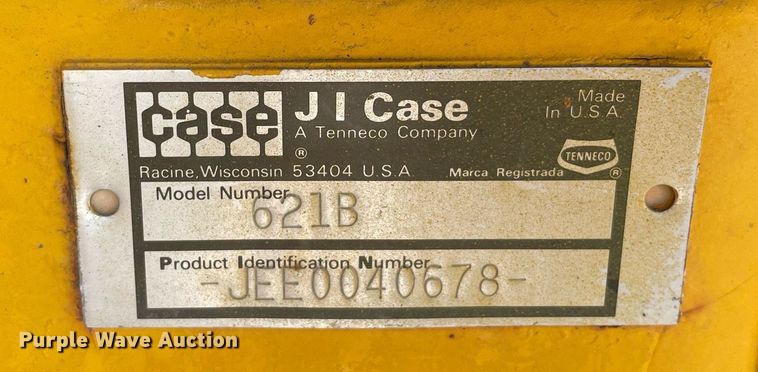 case
J I Case
A Tenneco Company
®
Racine, Wisconsin 53404 U.S.A
Made
In U.S.A.
TENNECO
®
Marca Registrada
Model Number
621B
Product Identification Number
-JEE0040678-
Purple Wave Auction